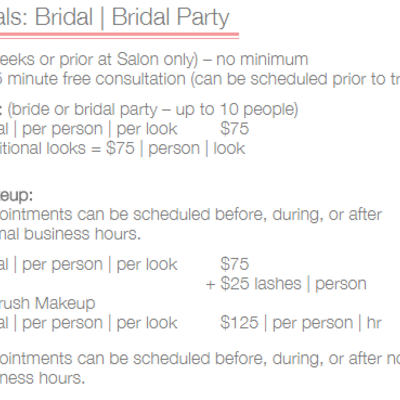 als: Bridal | Bridal Party
eeks or prior at Salon only) – no minimum
5 minute free consultation (can be scheduled prior to tr
: (bride or bridal party – up to 10 people)
al | per person | per look $75
itional looks = $75 | person | look
eup:
ointments can be scheduled before, during, or after
mal business hours.
al | per person | per look $75
+ $25 lashes | person
rush Makeup
al | per person | per look $125 | per person | hr
ointments can be scheduled before, during, or after no
ness hours.